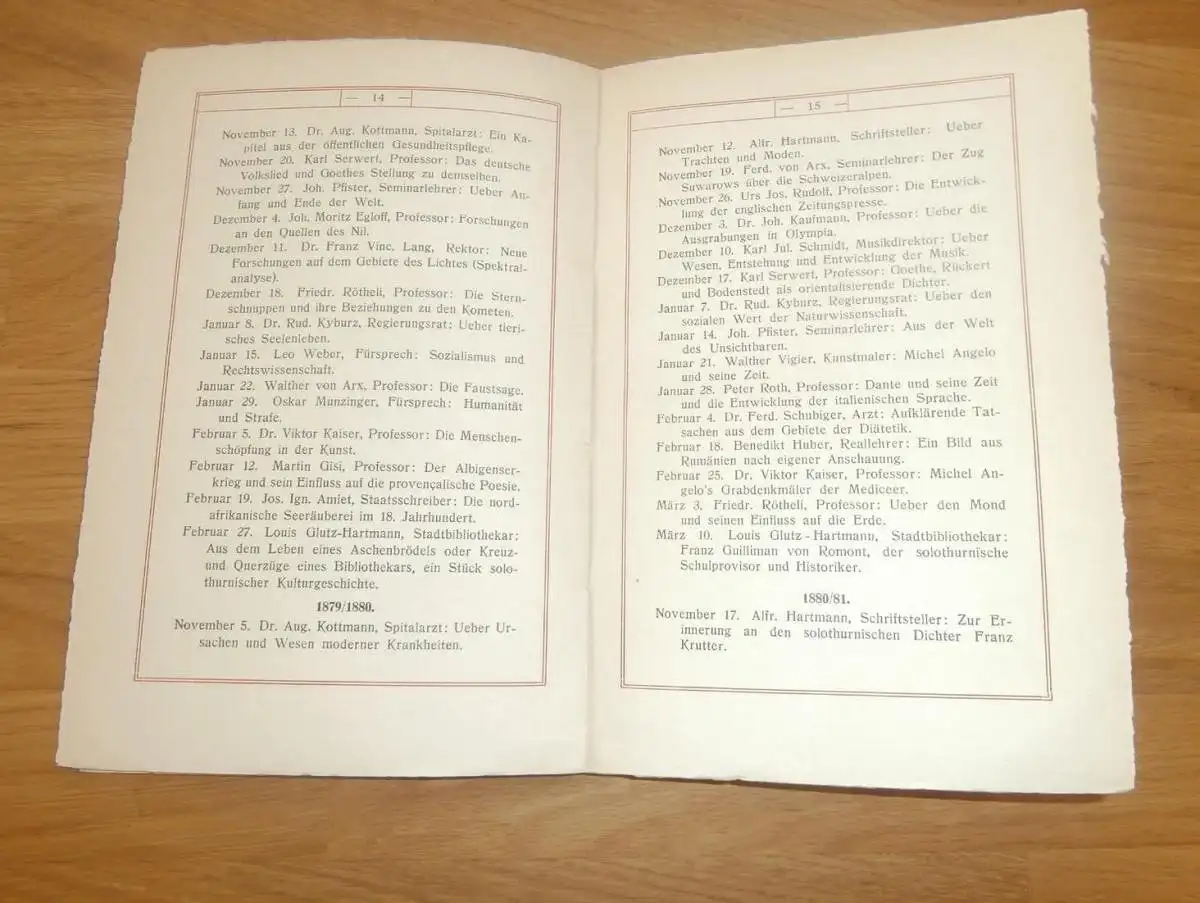 — 14 —
November 13. Dr. Aug. Kottmann, Spitalarzt: Ein Ka-
pitel aus der öffentlichen Gesundheitspflege.
November 20. Karl Serwert, Professor: Das deutsche
Volkslied und Goethes Stellung zu demselben.
November 27. Joh. Pfister, Seminarlehrer: Ueber An-
fang und Ende der Welt.
Dezember 4. Joh. Moritz Egloff, Professor: Forschungen
an den Quellen des Nil.
Dezember 11. Dr. Franz Vinc. Lang, Rektor: Neue
Forschungen auf dem Gebiete des Lichtes (Spektral-
analyse).
Dezember 18. Friedr. Rötheli, Professor: Die Stern-
schnuppen und ihre Beziehungen zu den Kometen.
Januar 8. Dr. Rud. Kyburz, Regierungsrat: Ueber tieri-
sches Seelenleben.
Januar 15. Leo Weber, Fürsprech: Sozialismus und
Rechtswissenschaft.
Januar 22. Walther von Arx, Professor: Die Faustsage.
Januar 29. Oskar Munzinger, Fürsprech: Humanität
und Strafe.
Februar 5. Dr. Viktor Kaiser, Professor: Die Menschen-
schöpfung in der Kunst.
Februar 12. Martin Gisi, Professor: Der Albigenser-
krieg und sein Einfluss auf die provençalische Poesie.
Februar 19. Jos. Ign. Amiet, Staatsschreiber: Die nord-
afrikanische Seeräuberei im 18. Jahrhundert.
Februar 27. Louis Glutz-Hartmann, Stadtbibliothekar:
Aus dem Leben eines Aschenbrödels oder Kreuz-
und Querzüge eines Bibliothekars, ein Stück solo-
thurnischer Kulturgeschichte.
1879/1880.
November 5. Dr. Aug. Kottmann, Spitalarzt: Ueber Ur-
sachen und Wesen moderner Krankheiten.
— 15 —
November 12. Alfr. Hartmann, Schriftsteller: Ueber
Trachten und Moden.
November 19. Ferd. von Arx, Seminarlehrer: Der Zug
Suwarows über die Schweizeralpen.
November 26. Urs Jos. Rudolf, Professor: Die Entwick-
lung der englischen Zeitungspresse.
Dezember 3. Dr. Joh. Kaufmann, Professor: Ueber die
Ausgrabungen in Olympia.
Dezember 10. Karl Jul. Schmidt, Musikdirektor: Ueber
Wesen, Entstehung und Entwicklung der Musik.
Dezember 17. Karl Serwert, Professor: Goethe, Rückert
und Bodenstedt als orientalisierende Dichter.
Januar 7. Dr. Rud. Kyburz, Regierungsrat: Ueber den
sozialen Wert der Naturwissenschaft.
Januar 14. Joh. Pfister, Seminarlehrer: Aus der Welt
des Unsichtbaren.
Januar 21. Walther Vigier, Kunstmaler: Michel Angelo
und seine Zeit.
Januar 28. Peter Roth, Professor: Dante und seine Zeit
und die Entwicklung der italienischen Sprache.
Februar 4. Dr. Ferd. Schubiger, Arzt: Aufklärende Tat-
sachen aus dem Gebiete der Diätetik.
Februar 18. Benedikt Huber, Reallehrer: Ein Bild aus
Rumänien nach eigener Anschauung.
Februar 25. Dr. Viktor Kaiser, Professor: Michel An-
gelo's Grabdenkmäler der Mediceer.
März 3. Friedr. Rötheli, Professor: Ueber den Mond
und seinen Einfluss auf die Erde.
März 10. Louis Glutz-Hartmann, Stadtbibliothekar:
Franz Guilliman von Romont, der solothurnische
Schulprovisor und Historiker.
1880/81.
November 17. Alfr. Hartmann, Schriftsteller: Zur Er-
innerung an den solothurnischen Dichter Franz
Krutter.